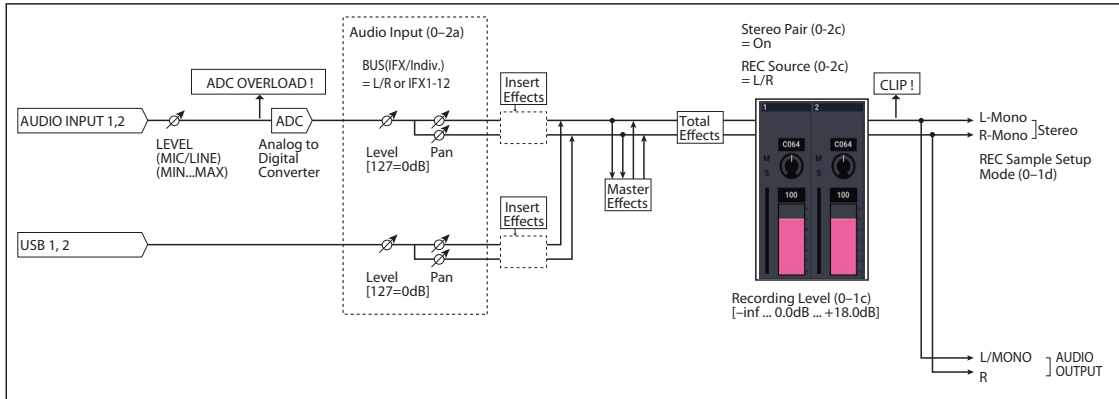 Audio Input (0–2a)
Stereo Pair (0-2c)
= On
REC Source (0-2c)
= L/R
BUS(IFX/Indiv.)
= L/R or IFX1-12
ADC OVERLOAD !
Insert
Effects
CLIP !
AUDIO INPUT 1,2
LEVEL
(MIC/LINE)
(MIN...MAX)
ADC
Analog to
Digital
Converter
Level
[127=0dB]
Pan
Total
Effects
Master
Effects
1
2
C064
C064
M
S
M
S
100
100
L-Mono
R-Mono
Stereo
REC Sample Setup
Mode (0–1d)
USB 1, 2
Insert
Effects
Level
[127=0dB]
Pan
Recording Level (0–1c)
[–inf ... 0.0dB ... +18.0dB]
L/MONO
R
AUDIO
OUTPUT